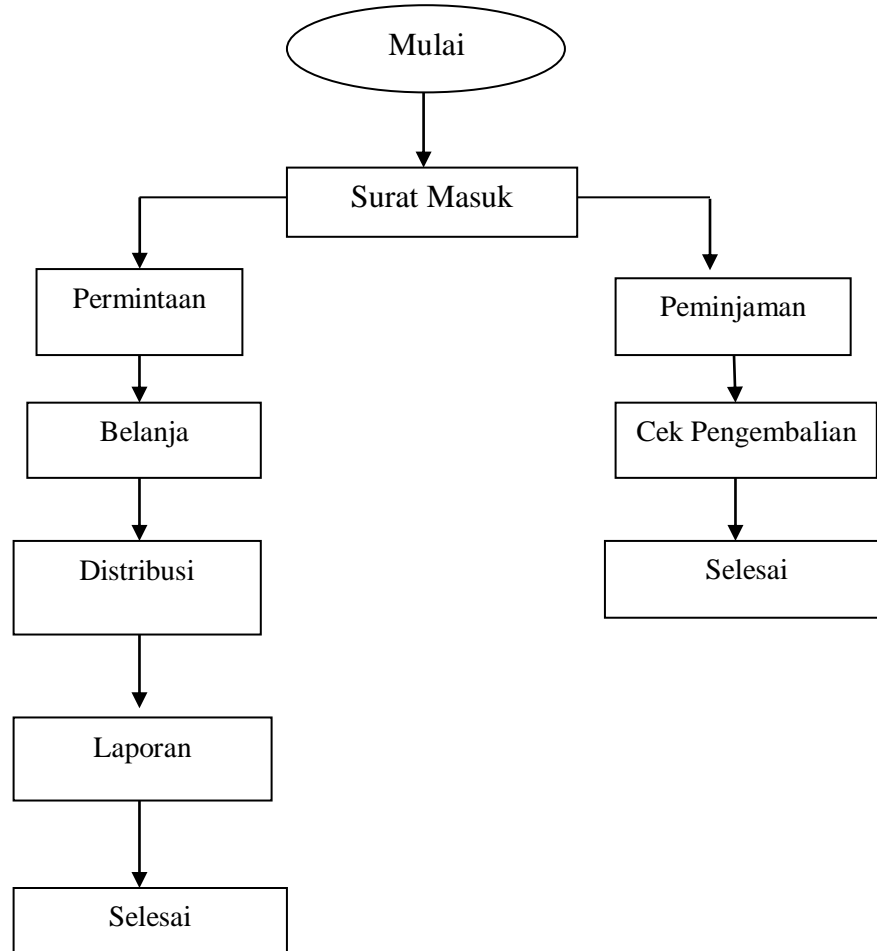 Mulai
Surat Masuk
Permintaan
Peminjaman
Belanja
Cek Pengembalian
Distribusi
Selesai
Laporan
Selesai